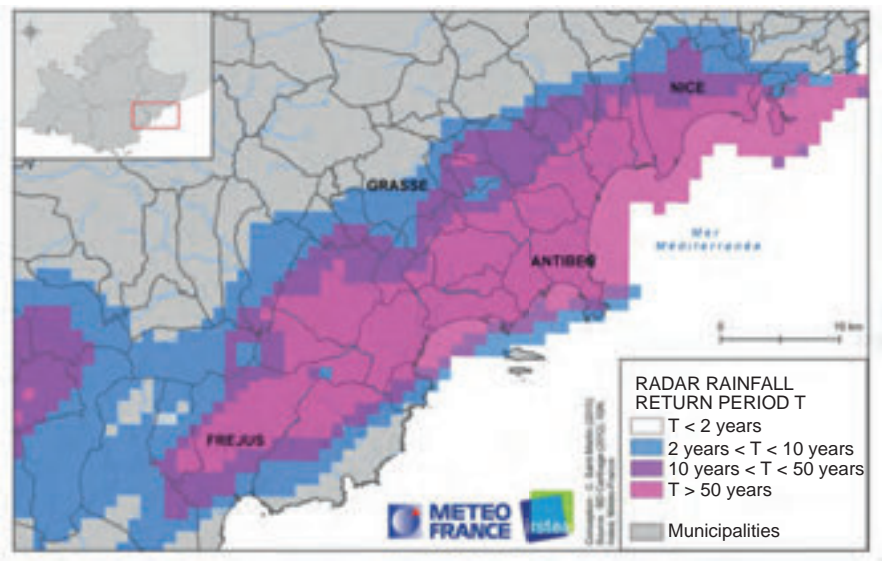 NICE
GRASSE
Mer
Méditerranée
ANTIBES
0 10 km
FREJUS
RADAR RAINFALL
RETURN PERIOD T
T < 2 years
2 years < T < 10 years
10 years < T < 50 years
T > 50 years
Municipalities
METEO
FRANCE
irstea